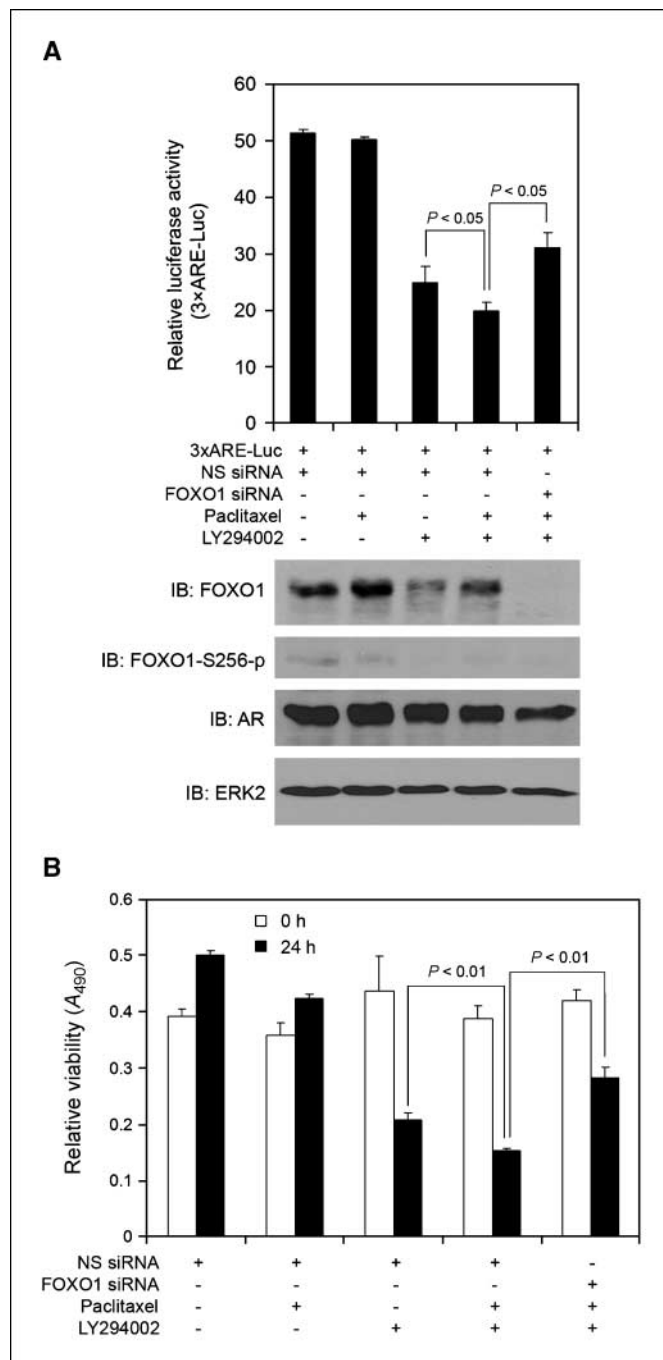 A
60
50
40
30
20
10
0
Relative luciferase activity
(3×ARE-Luc)
P < 0.05
P < 0.05
3xARE-Luc + + + + +
NS siRNA + + + + -
FOXO1 siRNA - - - - +
Paclitaxel - + - + +
LY294002 - - + + +
IB: FOXO1
IB: FOXO1-S256-p
IB: AR
IB: ERK2
B
0.6
0.5
0.4
0.3
0.2
0.1
0
Relative viability (A490)
0 h
24 h
P < 0.01
P < 0.01
NS siRNA + + + + -
FOXO1 siRNA - - - - +
Paclitaxel - + - + +
LY294002 - - + + +